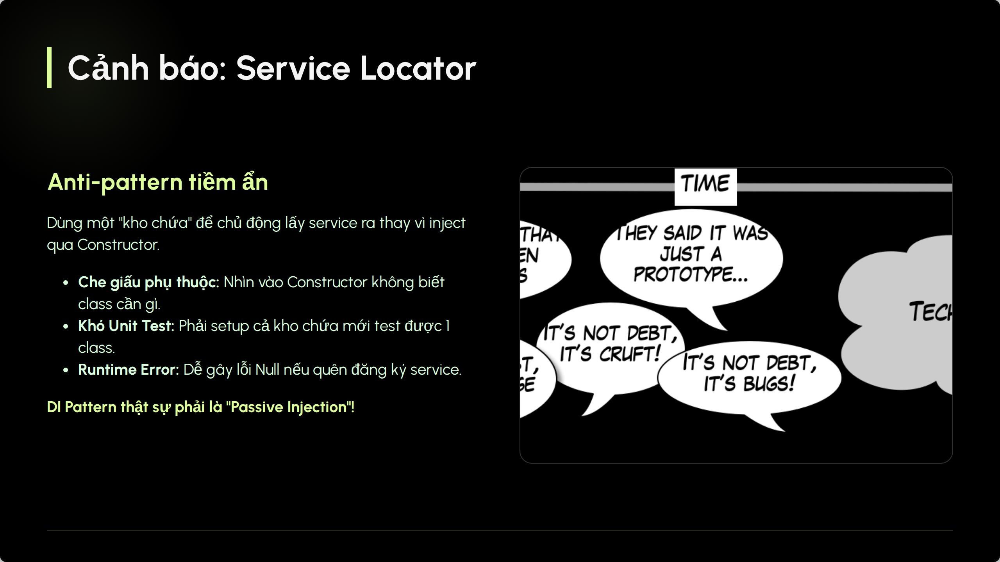 Cảnh báo: Service Locator
Anti-pattern tiềm ẩn
Dùng một "kho chứa" để chủ động lấy service ra thay vì inject
qua Constructor.
• Che giấu phụ thuộc: Nhìn vào Constructor không biết
class cần gì.
• Khó Unit Test: Phải setup cả kho chứa mới test được 1
class.
• Runtime Error: Dễ gây lỗi Null nếu quên đăng ký service.
DI Pattern thật sự phải là "Passive Injection"!
TIME
THEY SAID IT WAS
JUST A
PROTOTYPE...
THAT
IT'S NOT DEBT,
IT'S CRUFT!
IT'S NOT DEBT,
IT'S BUGS!